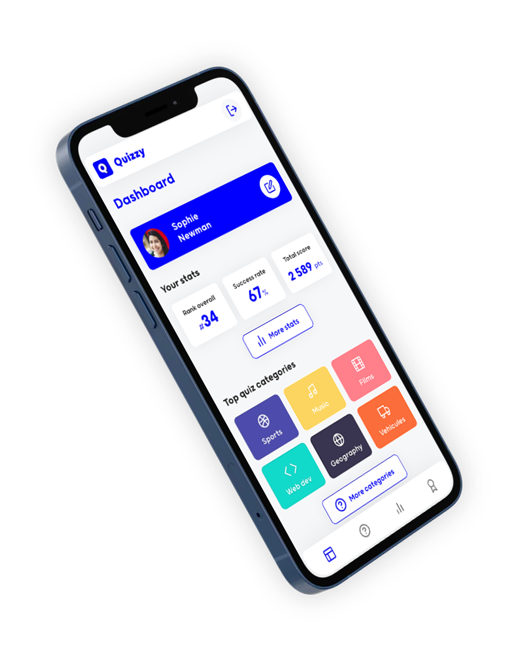 Quizzy
Dashboard
Sophie
Newman
Your stats
Rank overall
#34
Success rate
67%
Total score
2 589 pts
More stats
Top quiz categories
Sports
Music
Films
Web dev
Geography
Vehicules
More categories